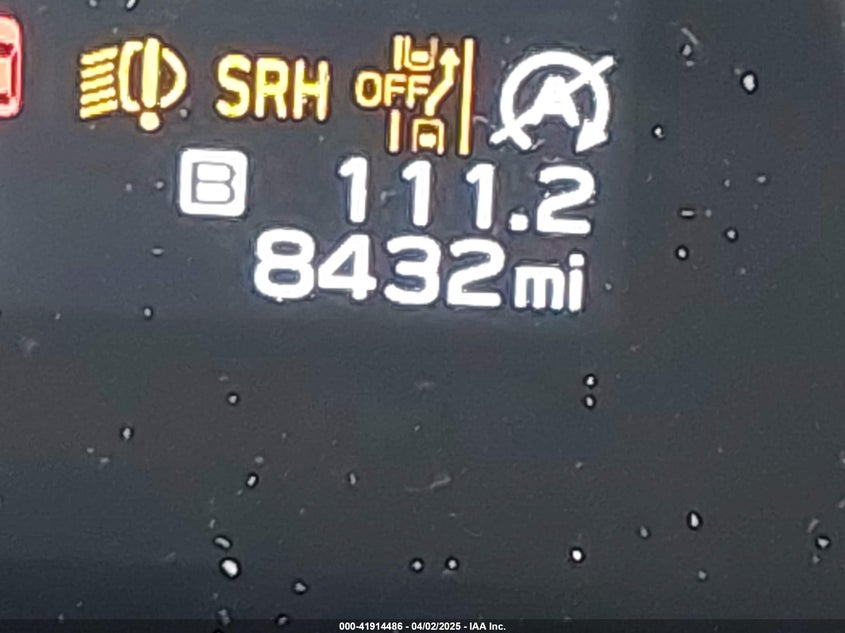 SRH OFF A
B 111.2
8432mi
000-41914486 - 04/02/2025 - IAA Inc.